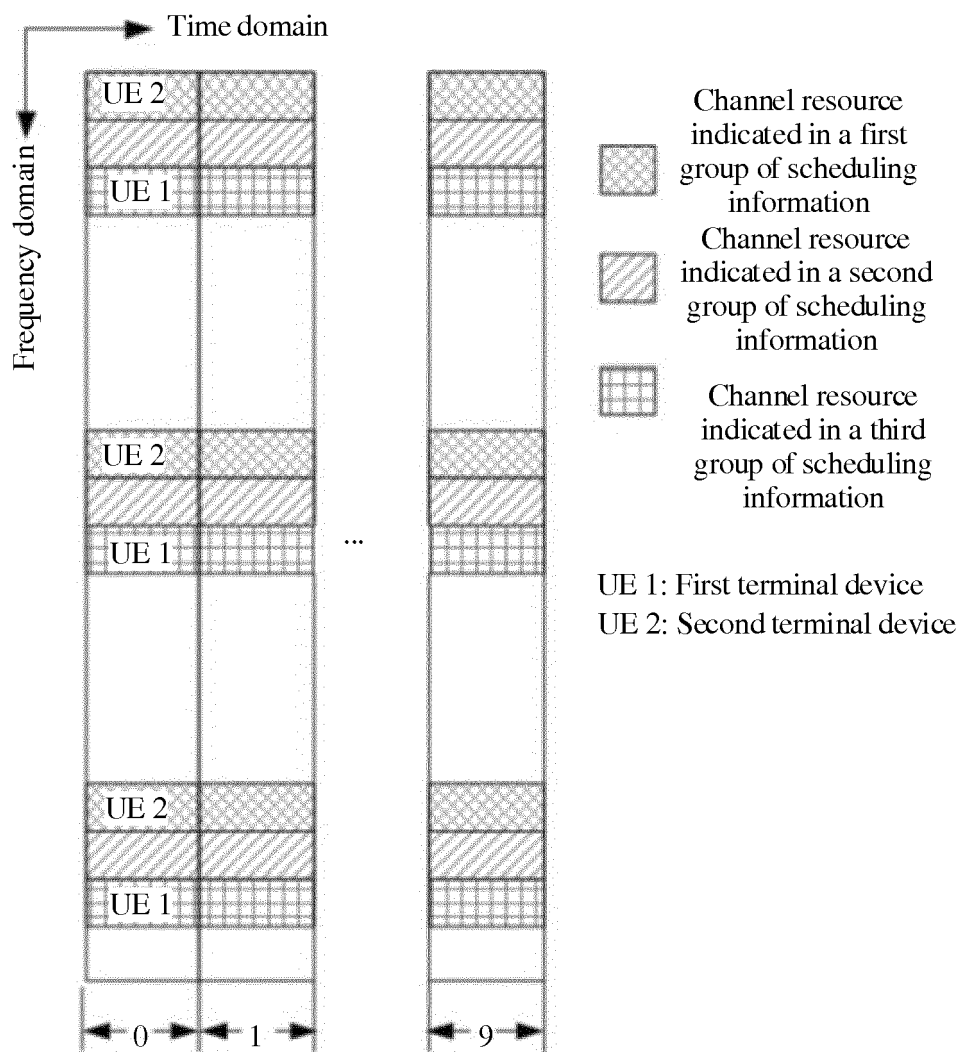 Time domain
Frequency domain
UE 2
UE 1
UE 2
UE 1
...
UE 2
UE 1
0
1
9
Channel resource
indicated in a first
group of scheduling
information
Channel resource
indicated in a second
group of scheduling
information
Channel resource
indicated in a third
group of scheduling
information
UE 1: First terminal device
UE 2: Second terminal device